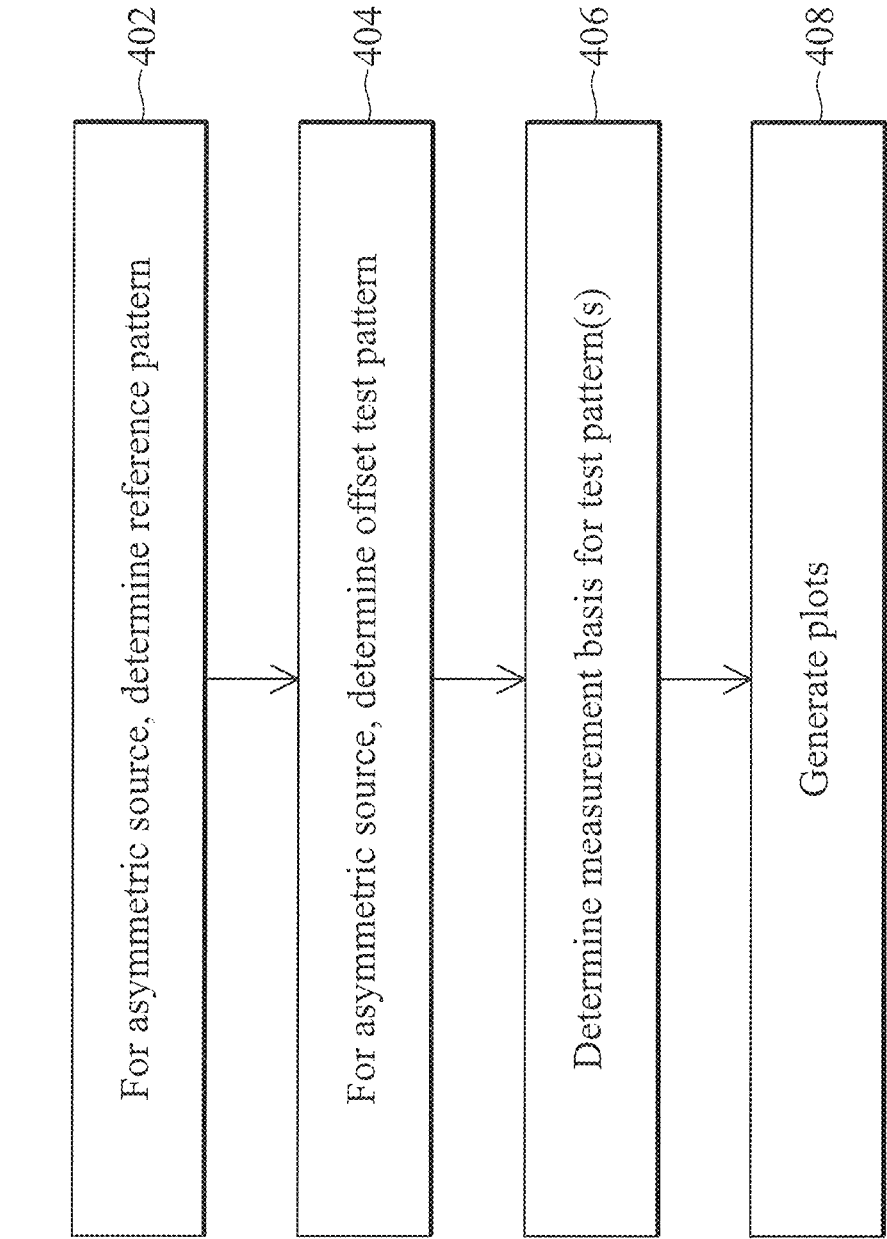 For asymmetric source, determine reference pattern
402
For asymmetric source, determine offset test pattern
404
Determine measurement basis for test pattern(s)
406
Generate plots
408